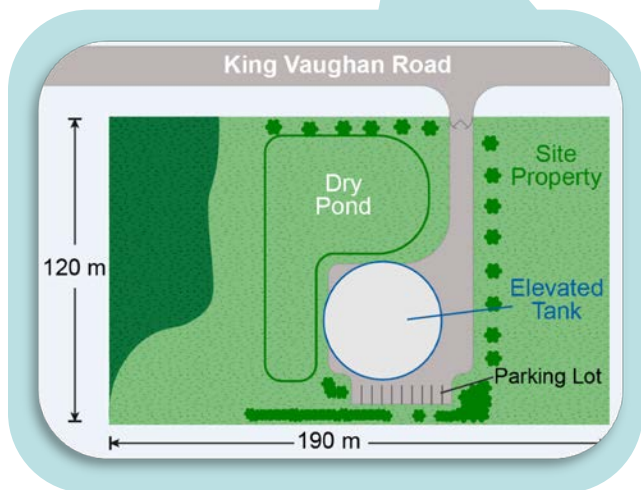 King Vaughan Road
Site
Property
Dry
Pond
120 m
Elevated
Tank
Parking Lot
190 m